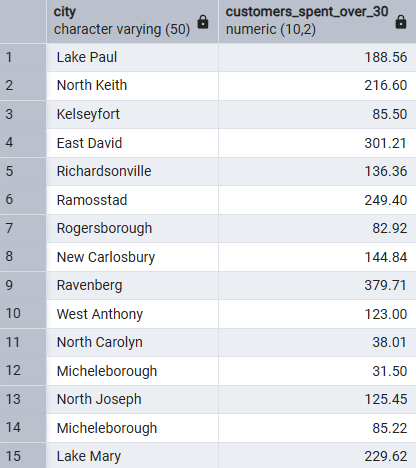 city customers_spent_over_30
character varying (50) numeric (10,2)
1 Lake Paul 188.56
2 North Keith 216.60
3 Kelseyfort 85.50
4 East David 301.21
5 Richardsonville 136.36
6 Ramosstad 249.40
7 Rogersborough 82.92
8 New Carlosbury 144.84
9 Ravenberg 379.71
10 West Anthony 123.00
11 North Carolyn 38.01
12 Micheleborough 31.50
13 North Joseph 125.45
14 Micheleborough 85.22
15 Lake Mary 229.62